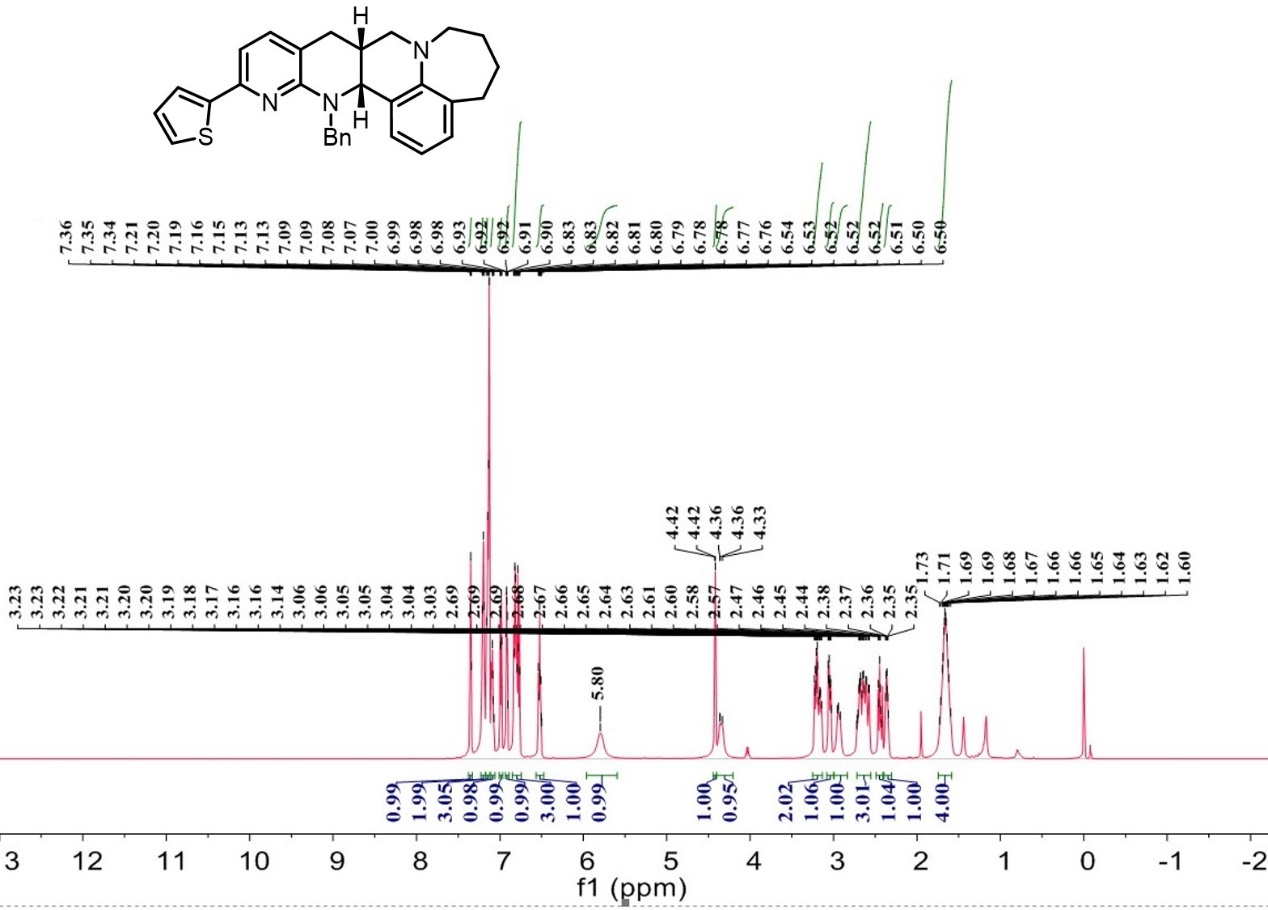 H
N
N
N
H
S
Bn
7.36 7.35 7.34 7.21 7.20 7.19 7.16 7.15 7.13 7.13 7.09 7.09 7.08 7.07 7.00 6.99 6.98 6.98 6.93 6.92 6.92 6.91 6.90 6.83 6.83 6.82 6.81 6.80 6.79 6.78 6.78 6.77 6.76 6.54 6.53 6.52 6.52 6.52 6.51 6.50 6.50
4.42 4.42 4.36 4.36 4.33
3.23 3.23 3.22 3.21 3.21 3.20 3.20 3.19 3.18 3.17 3.16 3.16 3.14 3.06 3.06 3.05 3.05 3.04 3.04 3.03 2.69 2.69 2.69 2.68 2.67 2.66 2.65 2.64 2.63 2.61 2.60 2.58 2.57 2.47 2.46 2.45 2.44 2.38 2.37 2.36 2.35 2.35
1.73 1.71 1.69 1.69 1.68 1.67 1.66 1.66 1.65 1.64 1.63 1.62 1.60
5.80
0.99 1.99 3.05 0.98 0.99 0.99 3.00 1.00 0.99 1.00 0.95 2.02 1.06 1.00 3.01 1.04 1.00 4.00
3 12 11 10 9 8 7 6 5 4 3 2 1 0 -1 -2
f1 (ppm)